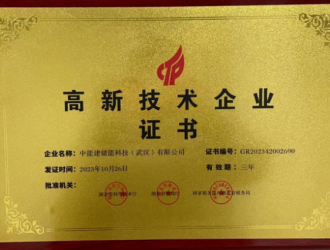 高新技术企业
证书
企业名称：中能建储能科技（武汉）有限公司
证书编号：GR202342002690
发证时间：2023年10月26日
有效期：三年
批准机关：